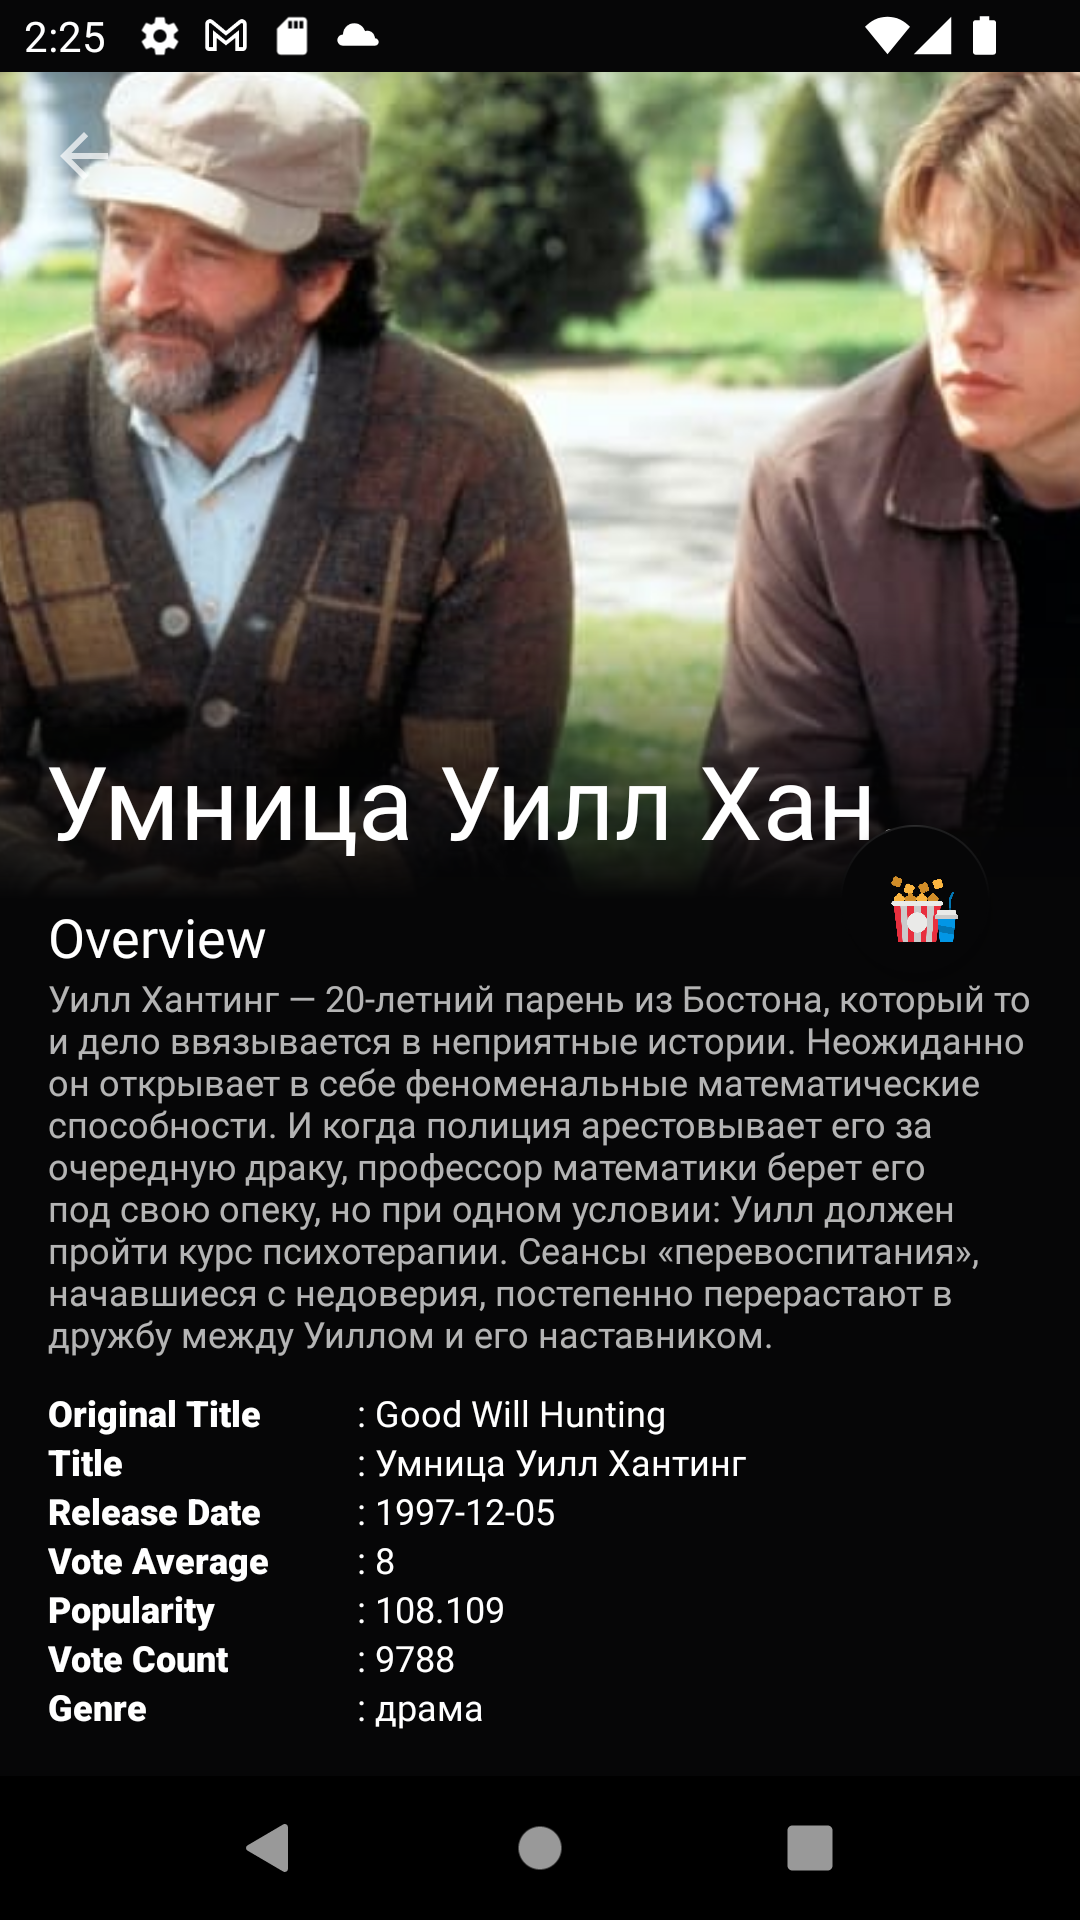 2:25
Умница Уилл Хан
Overview
Уилл Хантинг — 20-летний парень из Бостона, который то
и дело ввязывается в неприятные истории. Неожиданно
он открывает в себе феноменальные математические
способности. И когда полиция арестовывает его за
очередную драку, профессор математики берет его
под свою опеку, но при одном условии: Уилл должен
пройти курс психотерапии. Сеансы «перевоспитания»,
начавшиеся с недоверия, постепенно перерастают в
дружбу между Уиллом и его наставником.
Original Title : Good Will Hunting
Title : Умница Уилл Хантинг
Release Date : 1997-12-05
Vote Average : 8
Popularity : 108.109
Vote Count : 9788
Genre : драма